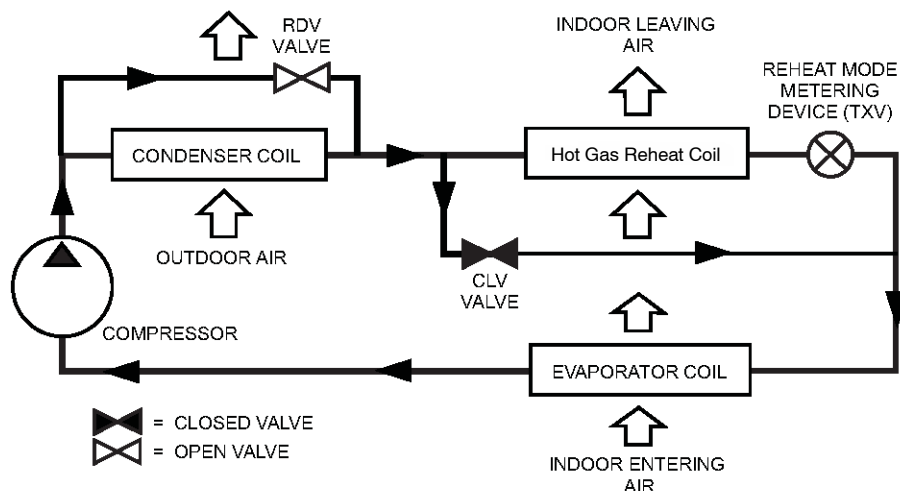 RDV
VALVE
INDOOR LEAVING
AIR
REHEAT MODE
METERING
DEVICE (TXV)
CONDENSER COIL
Hot Gas Reheat Coil
OUTDOOR AIR
CLV
VALVE
COMPRESSOR
EVAPORATOR COIL
= CLOSED VALVE
= OPEN VALVE
INDOOR ENTERING
AIR